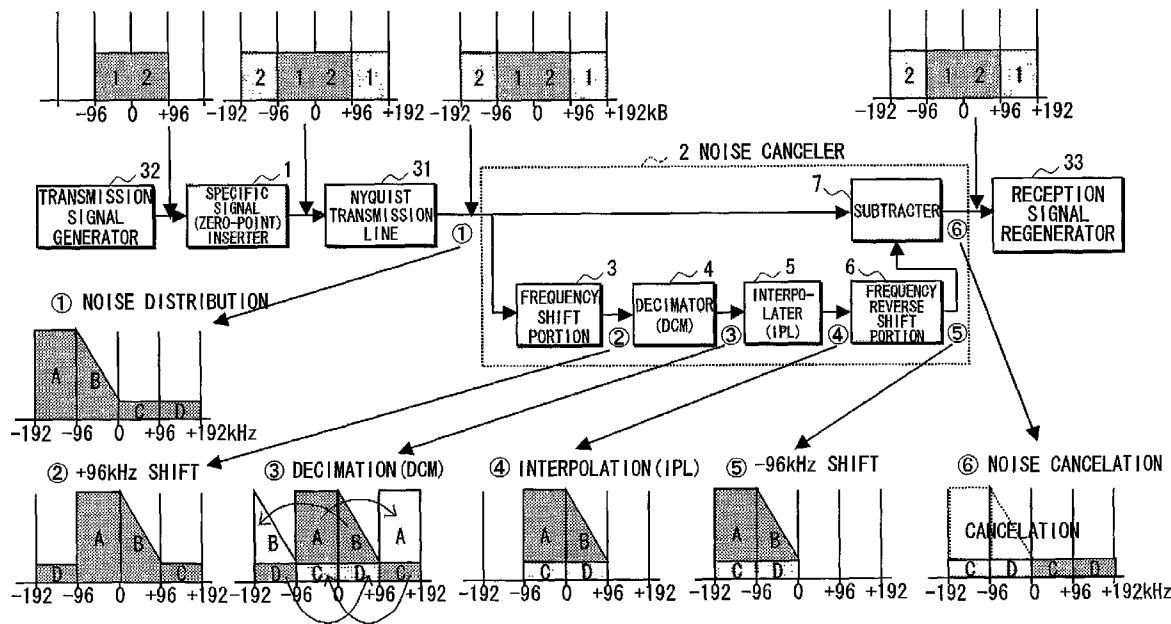 1 2
-96 0 +96
2 1 2 1
-192 -96 0 +96 +192
2 1 2 1
-192 -96 0 +96 +192kB
2 1 2 1
-192 -96 0 +96 +192
2 NOISE CANCELER
32
TRANSMISSION
SIGNAL
GENERATOR
1
SPECIFIC
SIGNAL
(ZERO-POINT)
INSERTER
31
NYQUIST
TRANSMISSION
LINE
①
7
SUBTRACTER
⑥
33
RECEPTION
SIGNAL
REGENERATOR
3
FREQUENCY
SHIFT
PORTION
②
4
DECIMATOR
(DCM)
③
5
INTERPO-
LATER
(IPL)
④
6
FREQUENCY
REVERSE
SHIFT
PORTION
⑤
① NOISE DISTRIBUTION
A B C D
-192 -96 0 +96 +192kHz
② +96kHz SHIFT
D A B C
-192 -96 0 +96 +192
③ DECIMATION(DCM)
B A B A
D C D C
-192 -96 0 +96 +192kHz
④ INTERPOLATION(IPL)
A B
C D
-192 -96 0 +96 +192
⑤ -96kHz SHIFT
A B
C D
-192 -96 0 +96 +192kHz
⑥ NOISE CANCELATION
CANCELATION
C D C D
-192 -96 0 +96 +192kHz